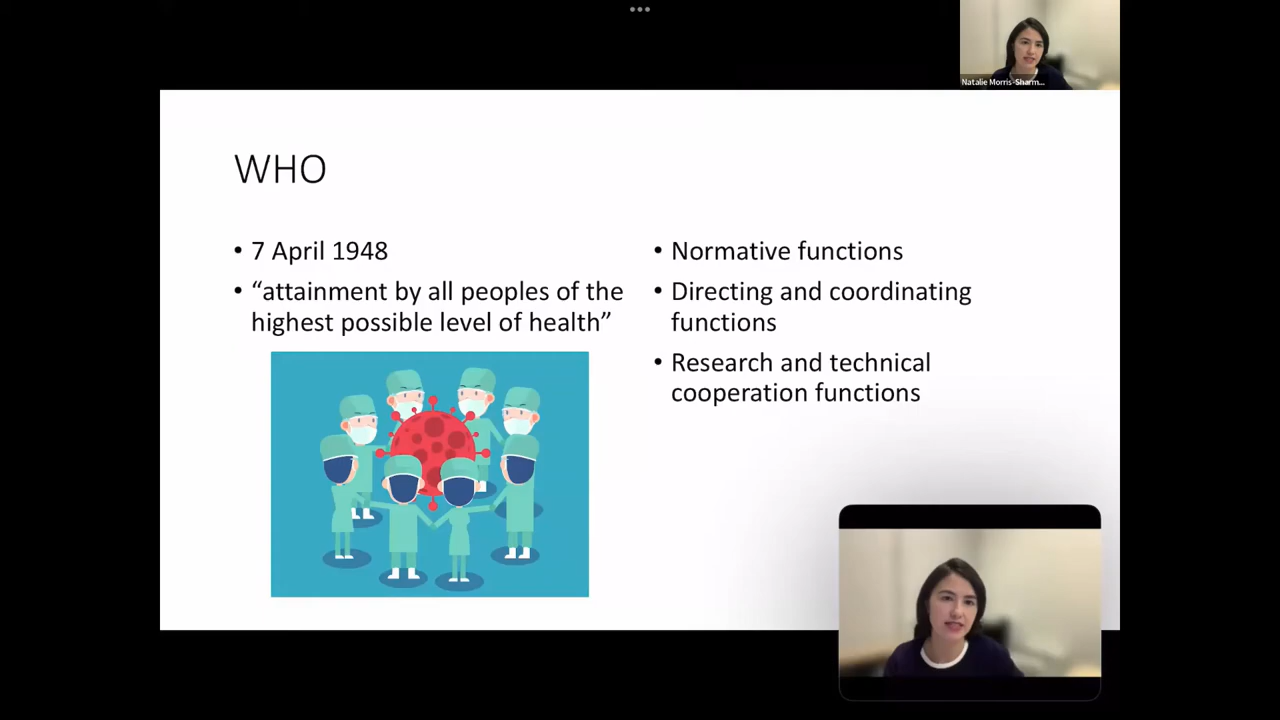 Natalie Morris-Sharm...
WHO
• 7 April 1948
• “attainment by all peoples of the
highest possible level of health”
• Normative functions
• Directing and coordinating
functions
• Research and technical
cooperation functions